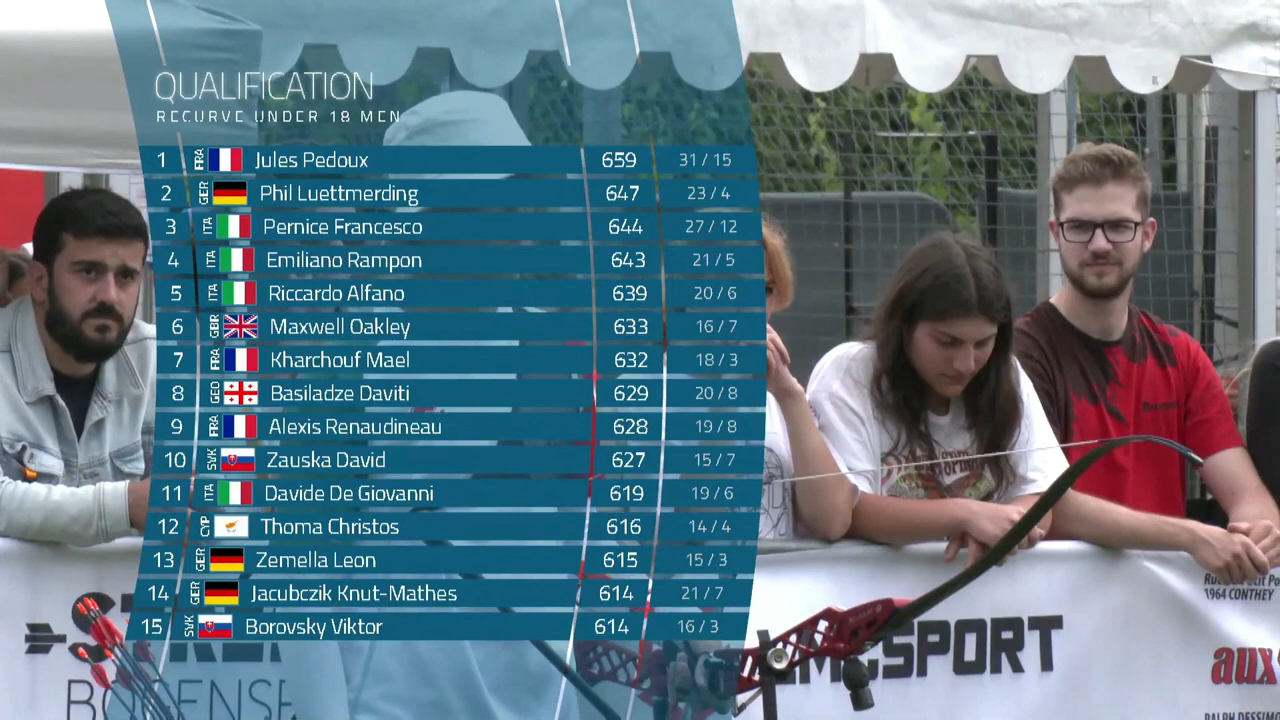 QUALIFICATION
RECURVE UNDER 18 MEN
1 FRA Jules Pedoux 659 31 / 15
2 GER Phil Luettmerding 647 23 / 4
3 ITA Pernice Francesco 644 27 / 12
4 ITA Emiliano Rampon 643 21 / 5
5 ITA Riccardo Alfano 639 20 / 6
6 GBR Maxwell Oakley 633 16 / 7
7 FRA Kharchouf Mael 632 18 / 3
8 GEO Basiladze Daviti 629 20 / 8
9 FRA Alexis Renaudineau 628 19 / 8
10 SVK Zauska David 627 15 / 7
11 ITA Davide De Giovanni 619 19 / 6
12 CYP Thoma Christos 616 14 / 4
13 GER Zemella Leon 615 15 / 3
14 GER Jacubczik Knut-Mathes 614 21 / 7
15 SVK Borovsky Viktor 614 16 / 3
1964 CONTHEY
SPORT
aux